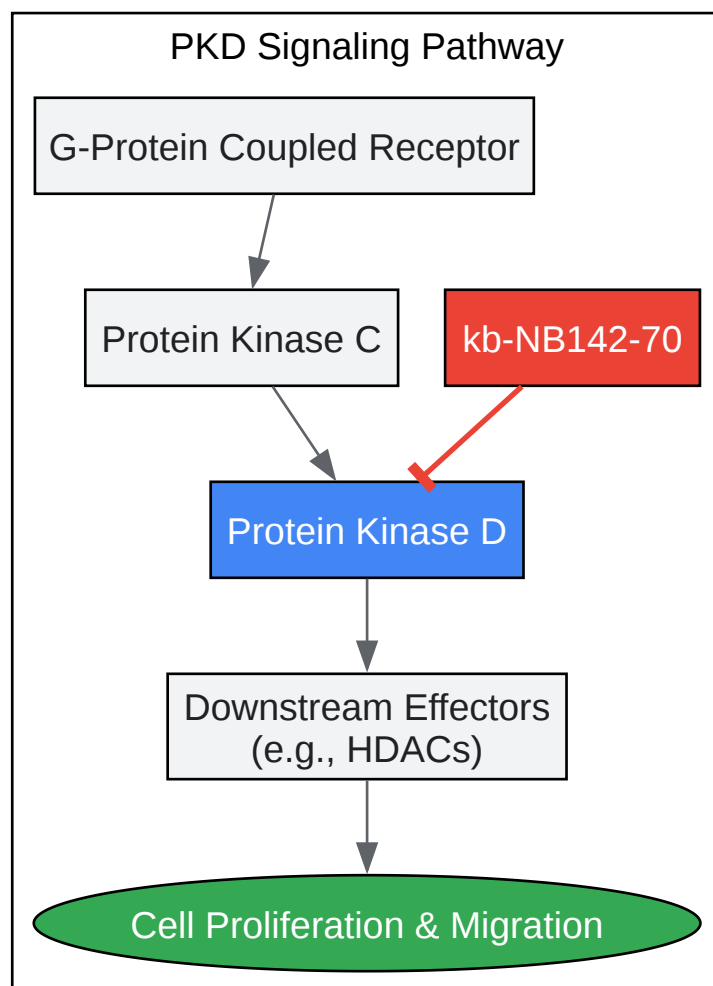 PKD Signaling Pathway
G-Protein Coupled Receptor
Protein Kinase C
kb-NB142-70
Protein Kinase D
Downstream Effectors
(e.g., HDACs)
Cell Proliferation & Migration